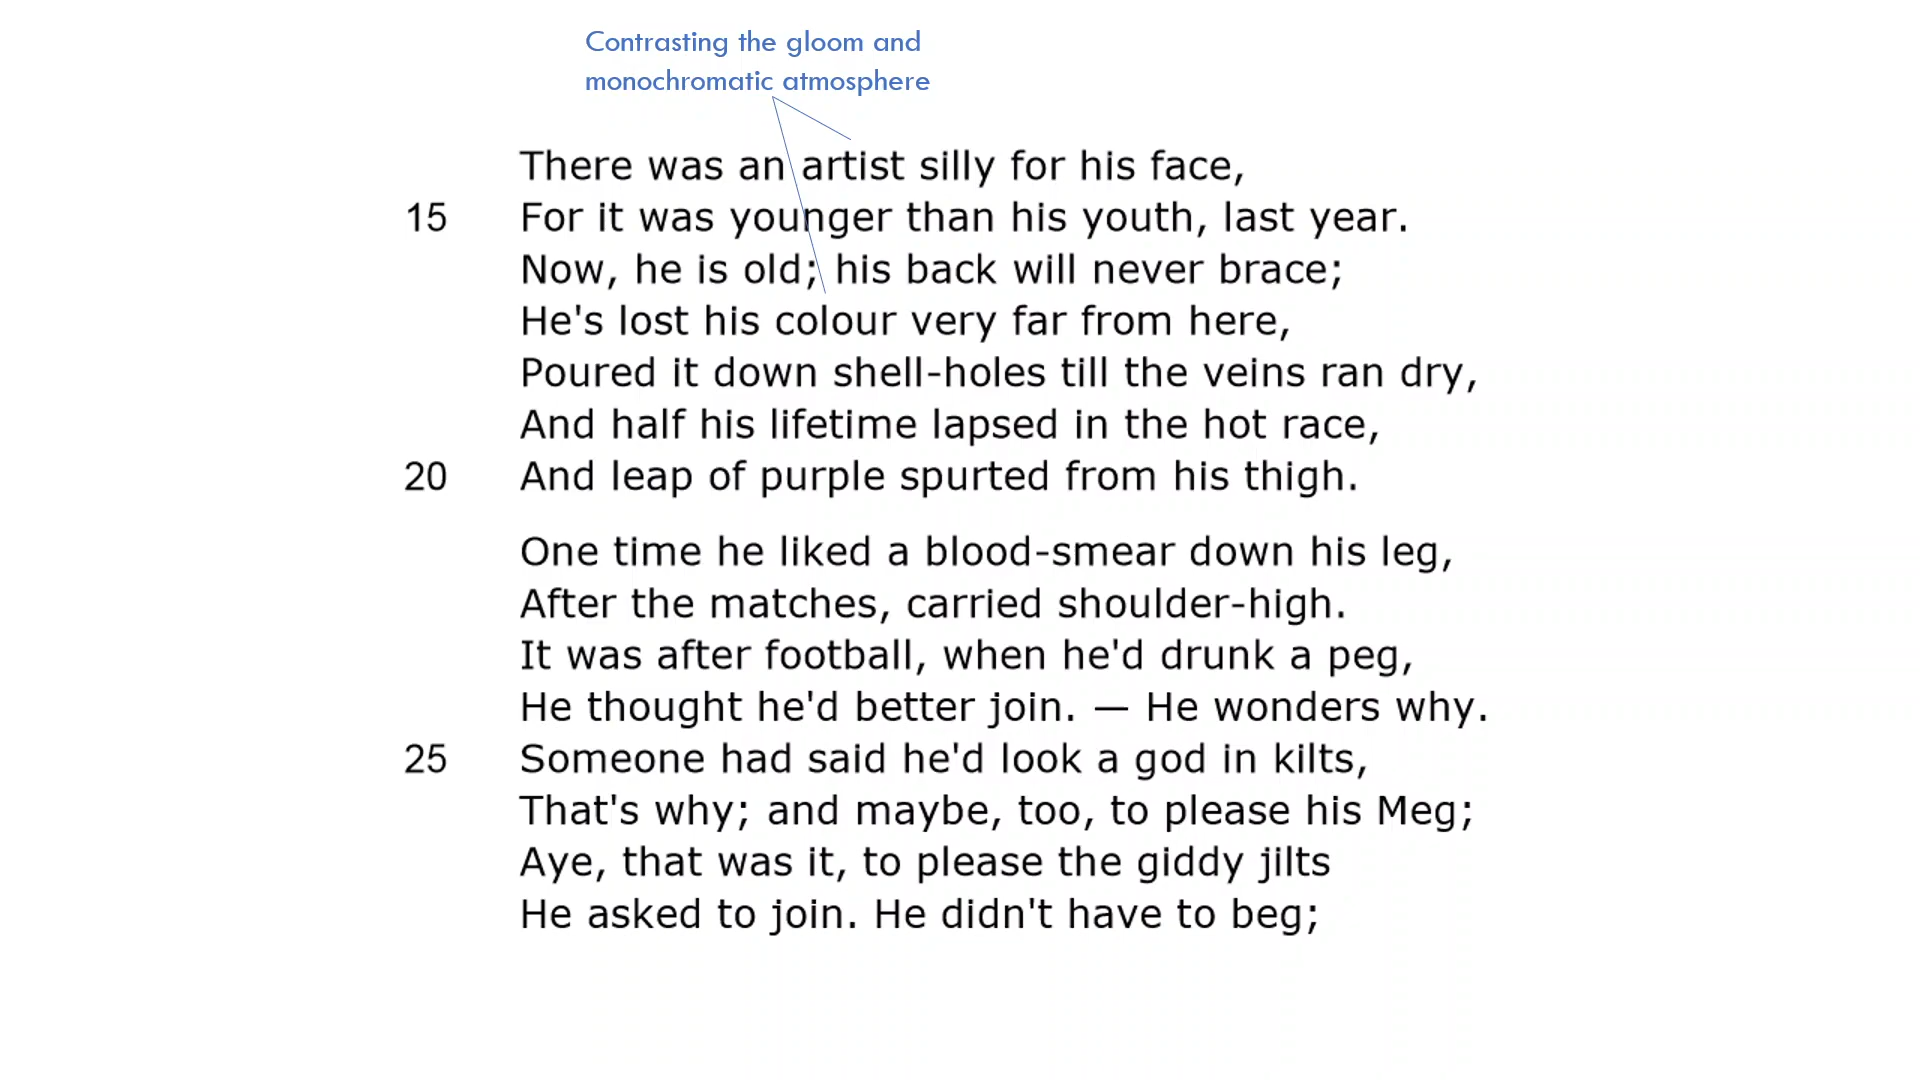 Contrasting the gloom and
monochromatic atmosphere
There was an artist silly for his face,
15 For it was younger than his youth, last year.
Now, he is old; his back will never brace;
He's lost his colour very far from here,
Poured it down shell-holes till the veins ran dry,
And half his lifetime lapsed in the hot race,
20 And leap of purple spurted from his thigh.
One time he liked a blood-smear down his leg,
After the matches, carried shoulder-high.
It was after football, when he'd drunk a peg,
He thought he'd better join. — He wonders why.
25 Someone had said he'd look a god in kilts,
That's why; and maybe, too, to please his Meg;
Aye, that was it, to please the giddy jilts
He asked to join. He didn't have to beg;